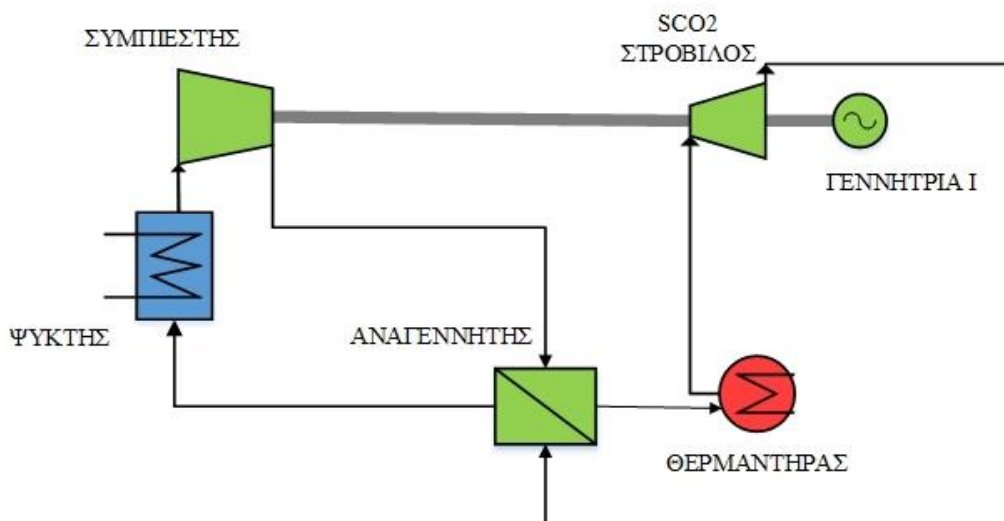 ΣΥΜΠΙΕΣΤΗΣ
SCO2
ΣΤΡΟΒΙΛΟΣ
ΓΕΝΝΗΤΡΙΑ Ι
ΨΥΚΤΗΣ
ΑΝΑΓΕΝΝΗΤΗΣ
ΘΕΡΜΑΝΤΗΡΑΣ